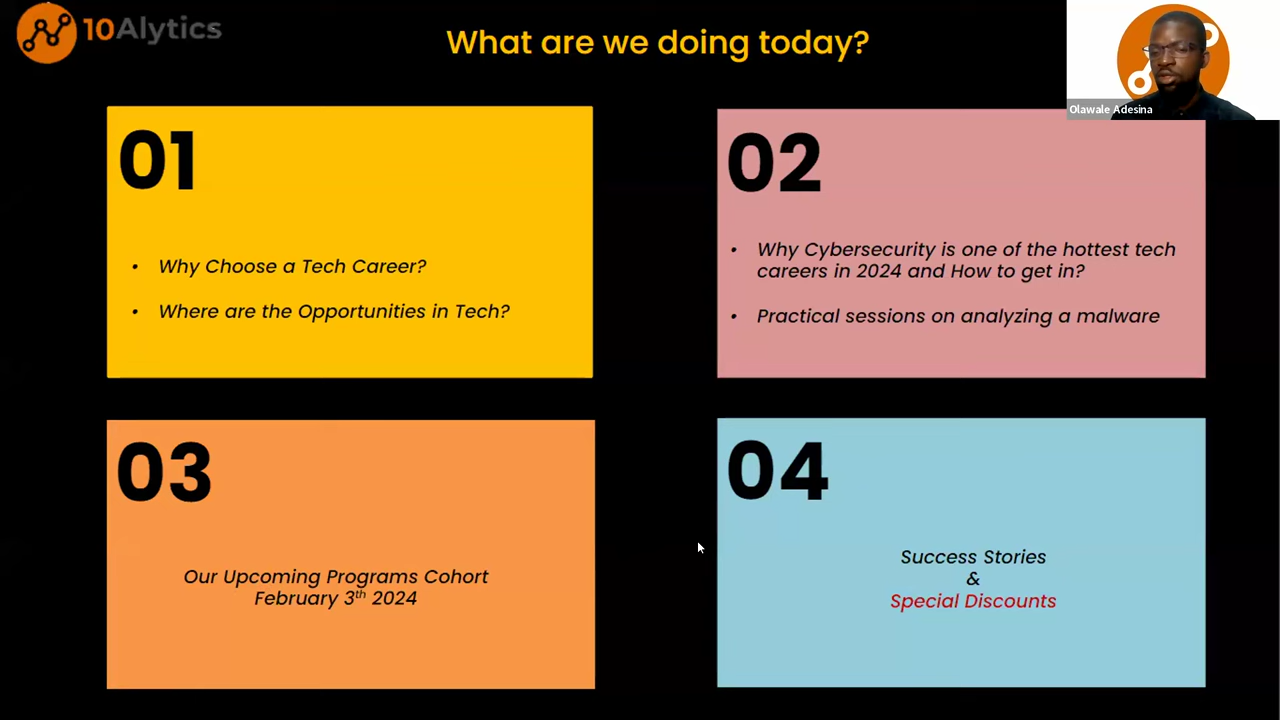 10Alytics
What are we doing today?
Olawale Adesina
01
• Why Choose a Tech Career?
• Where are the Opportunities in Tech?
02
• Why Cybersecurity is one of the hottest tech
careers in 2024 and How to get in?
• Practical sessions on analyzing a malware
03
Our Upcoming Programs Cohort
February 3th 2024
04
Success Stories
&
Special Discounts